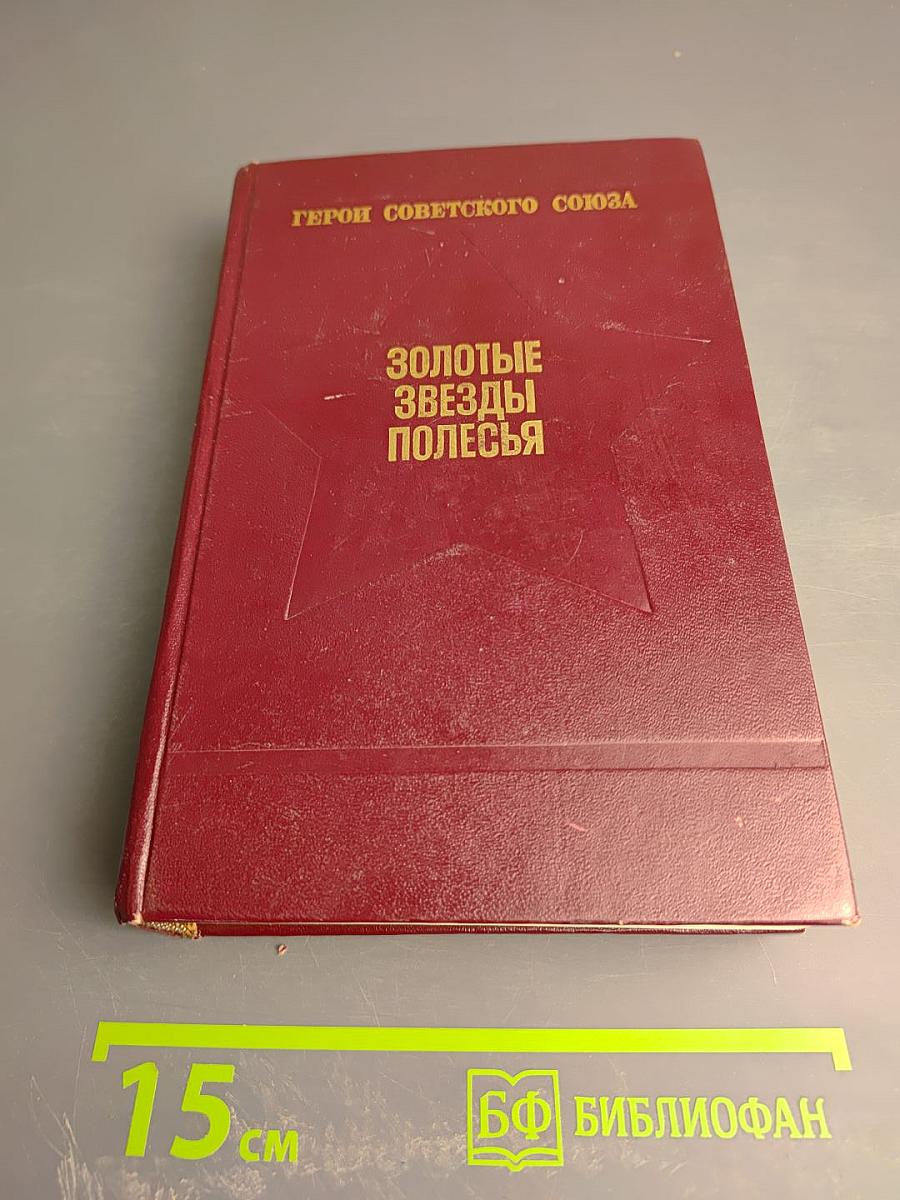 ГЕРОИ СОВЕТСКОГО СОЮЗА
ЗОЛОТЫЕ
ЗВЕЗДЫ
ПОЛЕСЬЯ
15 см
БФ БИБЛИОФАН